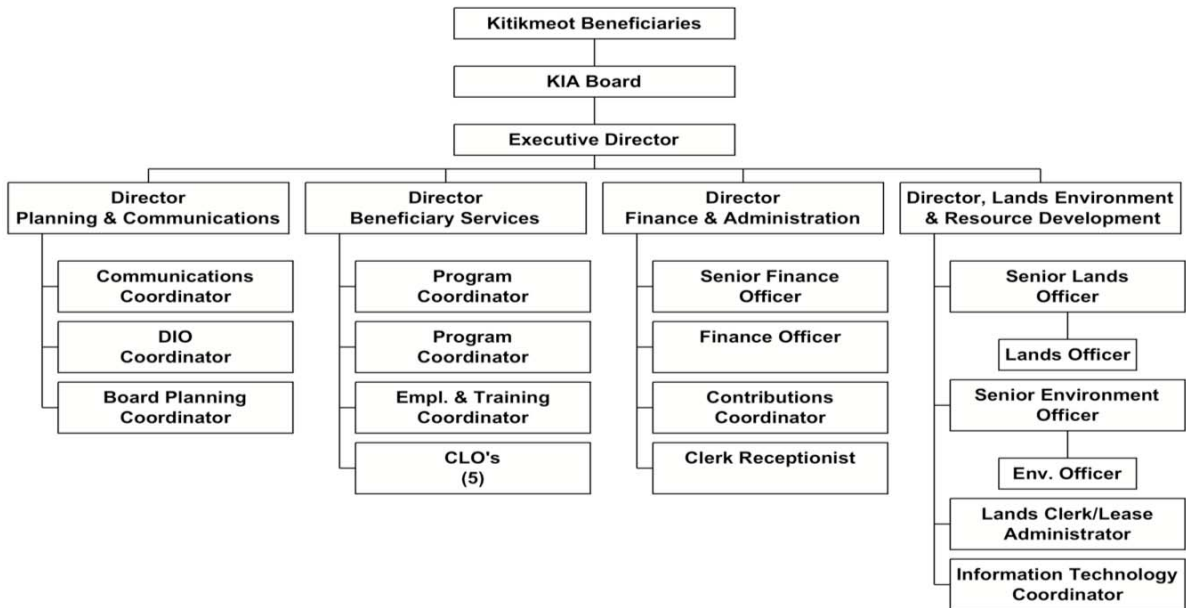 Kitikmeot Beneficiaries
KIA Board
Executive Director
Director
Planning & Communications
Director
Beneficiary Services
Director
Finance & Administration
Director, Lands Environment
& Resource Development
Communications
Coordinator
DIO
Coordinator
Board Planning
Coordinator
Program
Coordinator
Program
Coordinator
Empl. & Training
Coordinator
CLO's
(5)
Senior Finance
Officer
Finance Officer
Contributions
Coordinator
Clerk Receptionist
Senior Lands
Officer
Lands Officer
Senior Environment
Officer
Env. Officer
Lands Clerk/Lease
Administrator
Information Technology
Coordinator